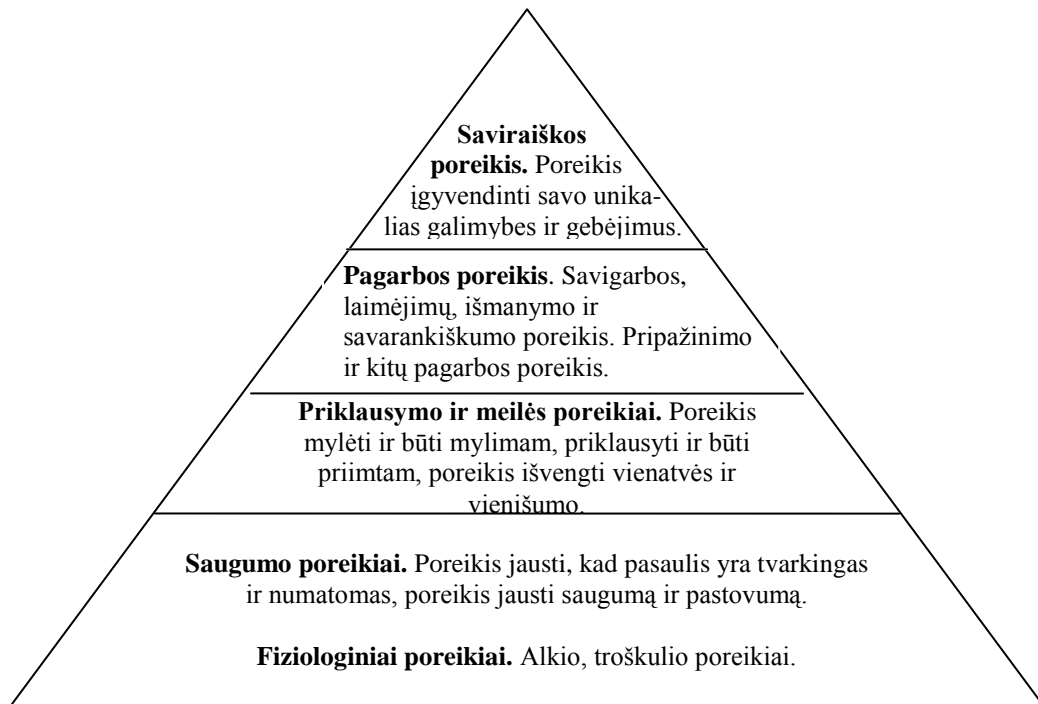 Saviraiškos
poreikis. Poreikis
įgyvendinti savo unika-
lias galimybes ir gebėjimus.
Pagarbos poreikis. Savigarbos,
laimėjimų, išmanymo ir
savarankiškumo poreikis. Pripažinimo
ir kitų pagarbos poreikis.
Priklausymo ir meilės poreikiai. Poreikis
mylėti ir būti mylimam, priklausyti ir būti
priimtam, poreikis išvengti vienatvės ir
vienišumo.
Saugumo poreikiai. Poreikis jausti, kad pasaulis yra tvarkingas
ir numatomas, poreikis jausti saugumą ir pastovumą.
Fiziologiniai poreikiai. Alkio, troškulio poreikiai.